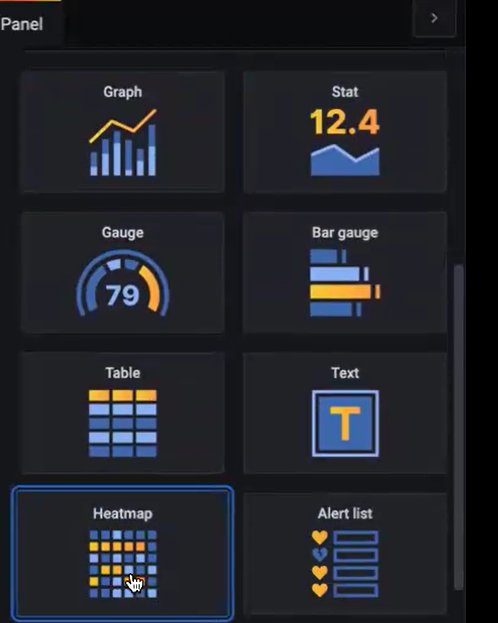 Panel
Graph
Stat
12.4
Gauge
Bar gauge
79
Table
Text
T
Heatmap
Alert list